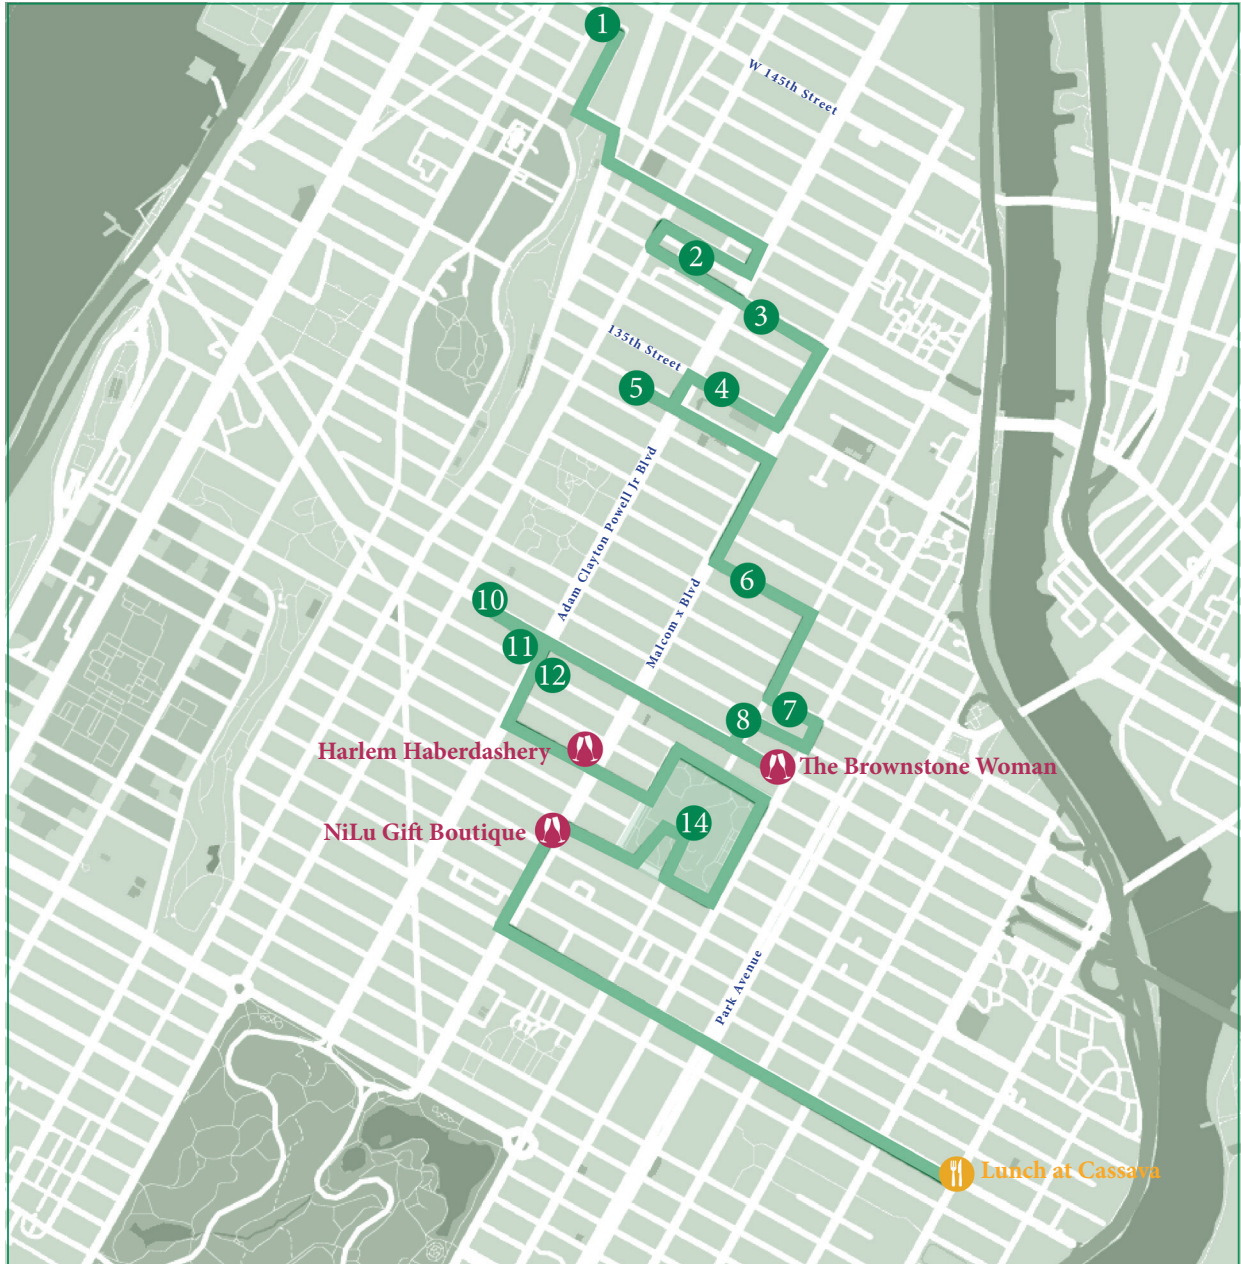 1
W 145th Street
2
3
135th Street
5
4
Adam Clayton Powell Jr Blvd
6
Malcom x Blvd
10
11
12
7
8
Harlem Haberdashery
The Brownstone Woman
14
NiLu Gift Boutique
Park Avenue
Lunch at Cassava